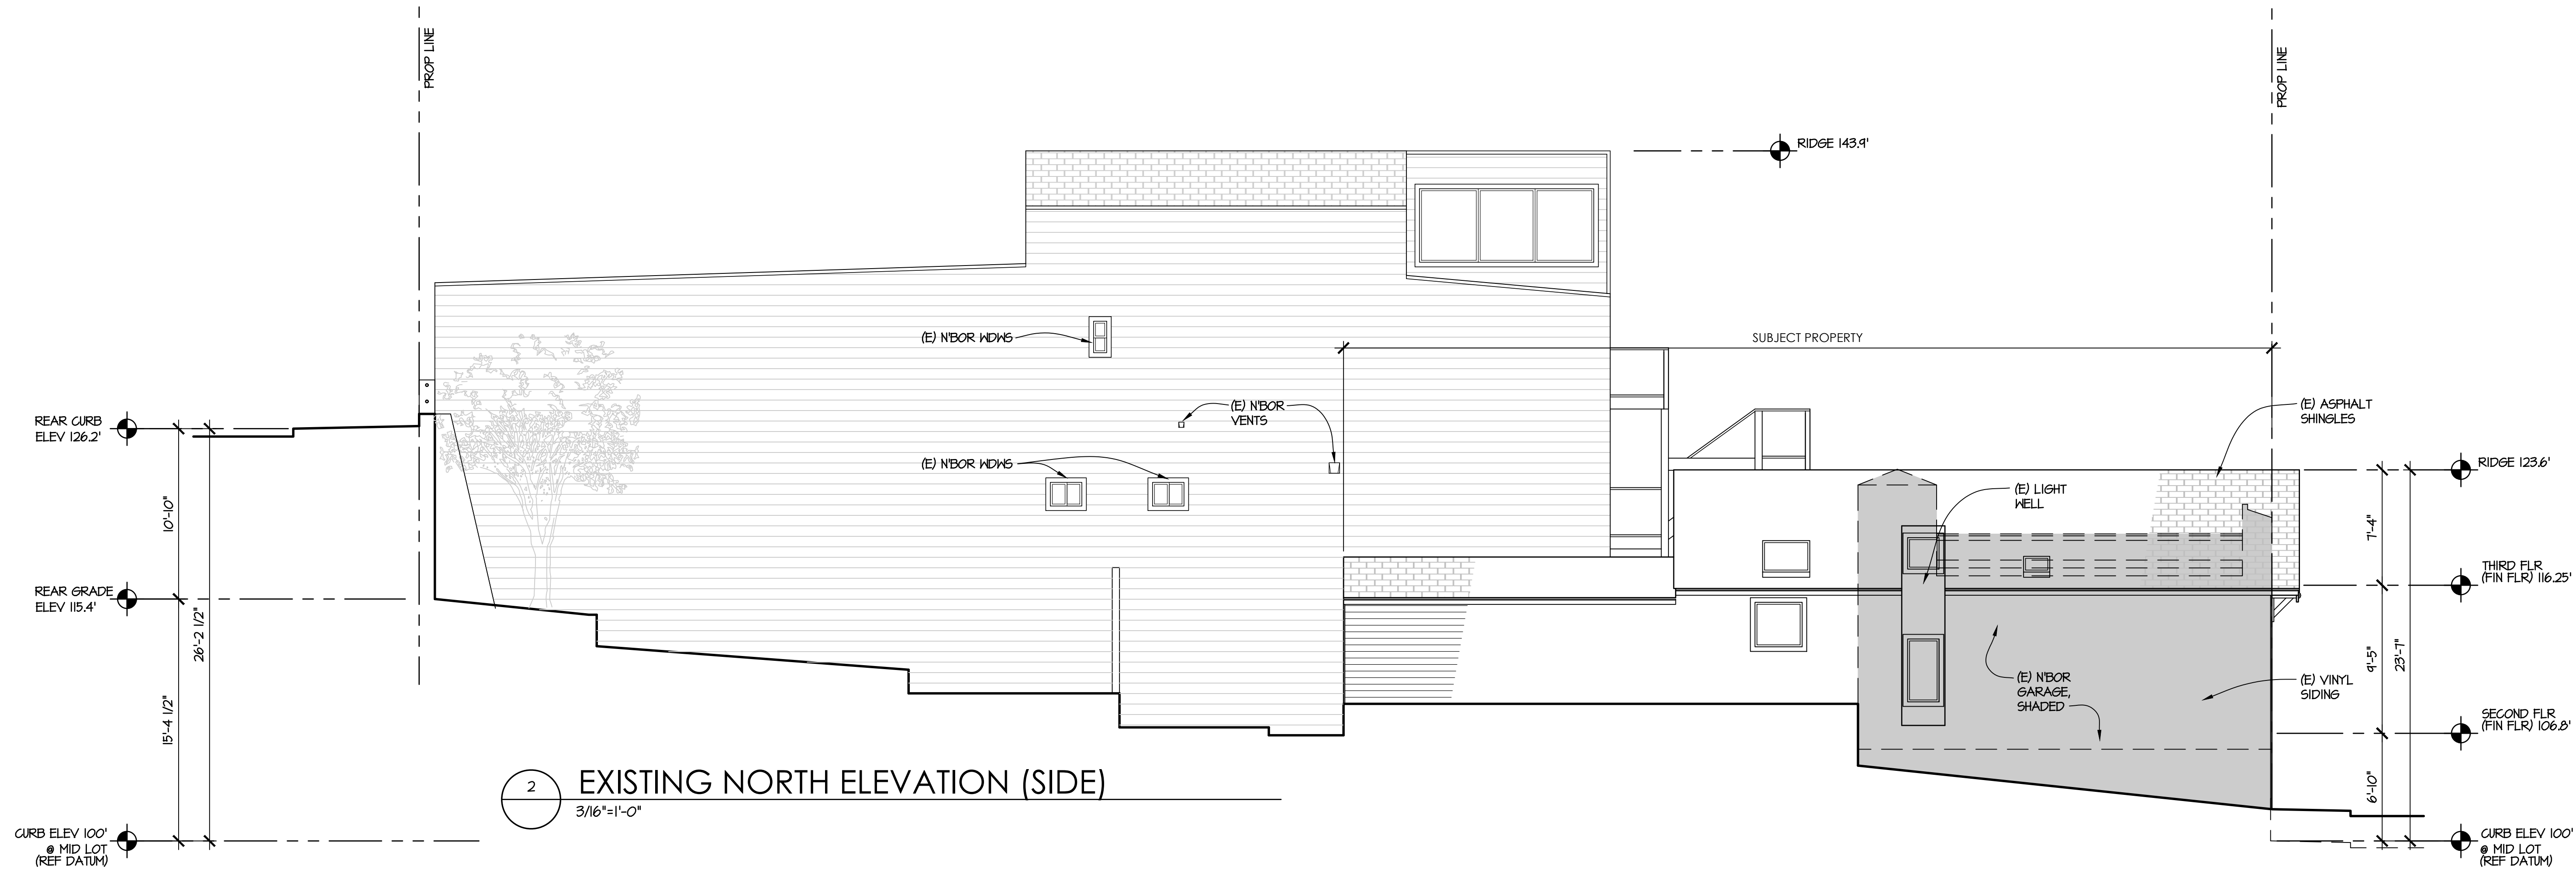 PROP LINE
PROP LINE
RIDGE 143.9'
(E) N'BOR WDWS
SUBJECT PROPERTY
(E) N'BOR
VENTS
(E) ASPHALT
SHINGLES
REAR CURB
ELEV 126.2'
(E) N'BOR WDWS
RIDGE 123.6'
(E) LIGHT
WELL
10'-10"
7'-4"
THIRD FLR
(FIN FLR) 116.25'
REAR GRADE
ELEV 115.4'
26'-2 1/2"
9'-5"
23'-7"
(E) N'BOR
GARAGE,
SHADED
(E) VINYL
SIDING
15'-4 1/2"
SECOND FLR
(FIN FLR) 106.8'
2
EXISTING NORTH ELEVATION (SIDE)
3/16"=1'-0"
6'-10"
CURB ELEV 100'
@ MID LOT
(REF DATUM)
CURB ELEV 100'
@ MID LOT
(REF DATUM)